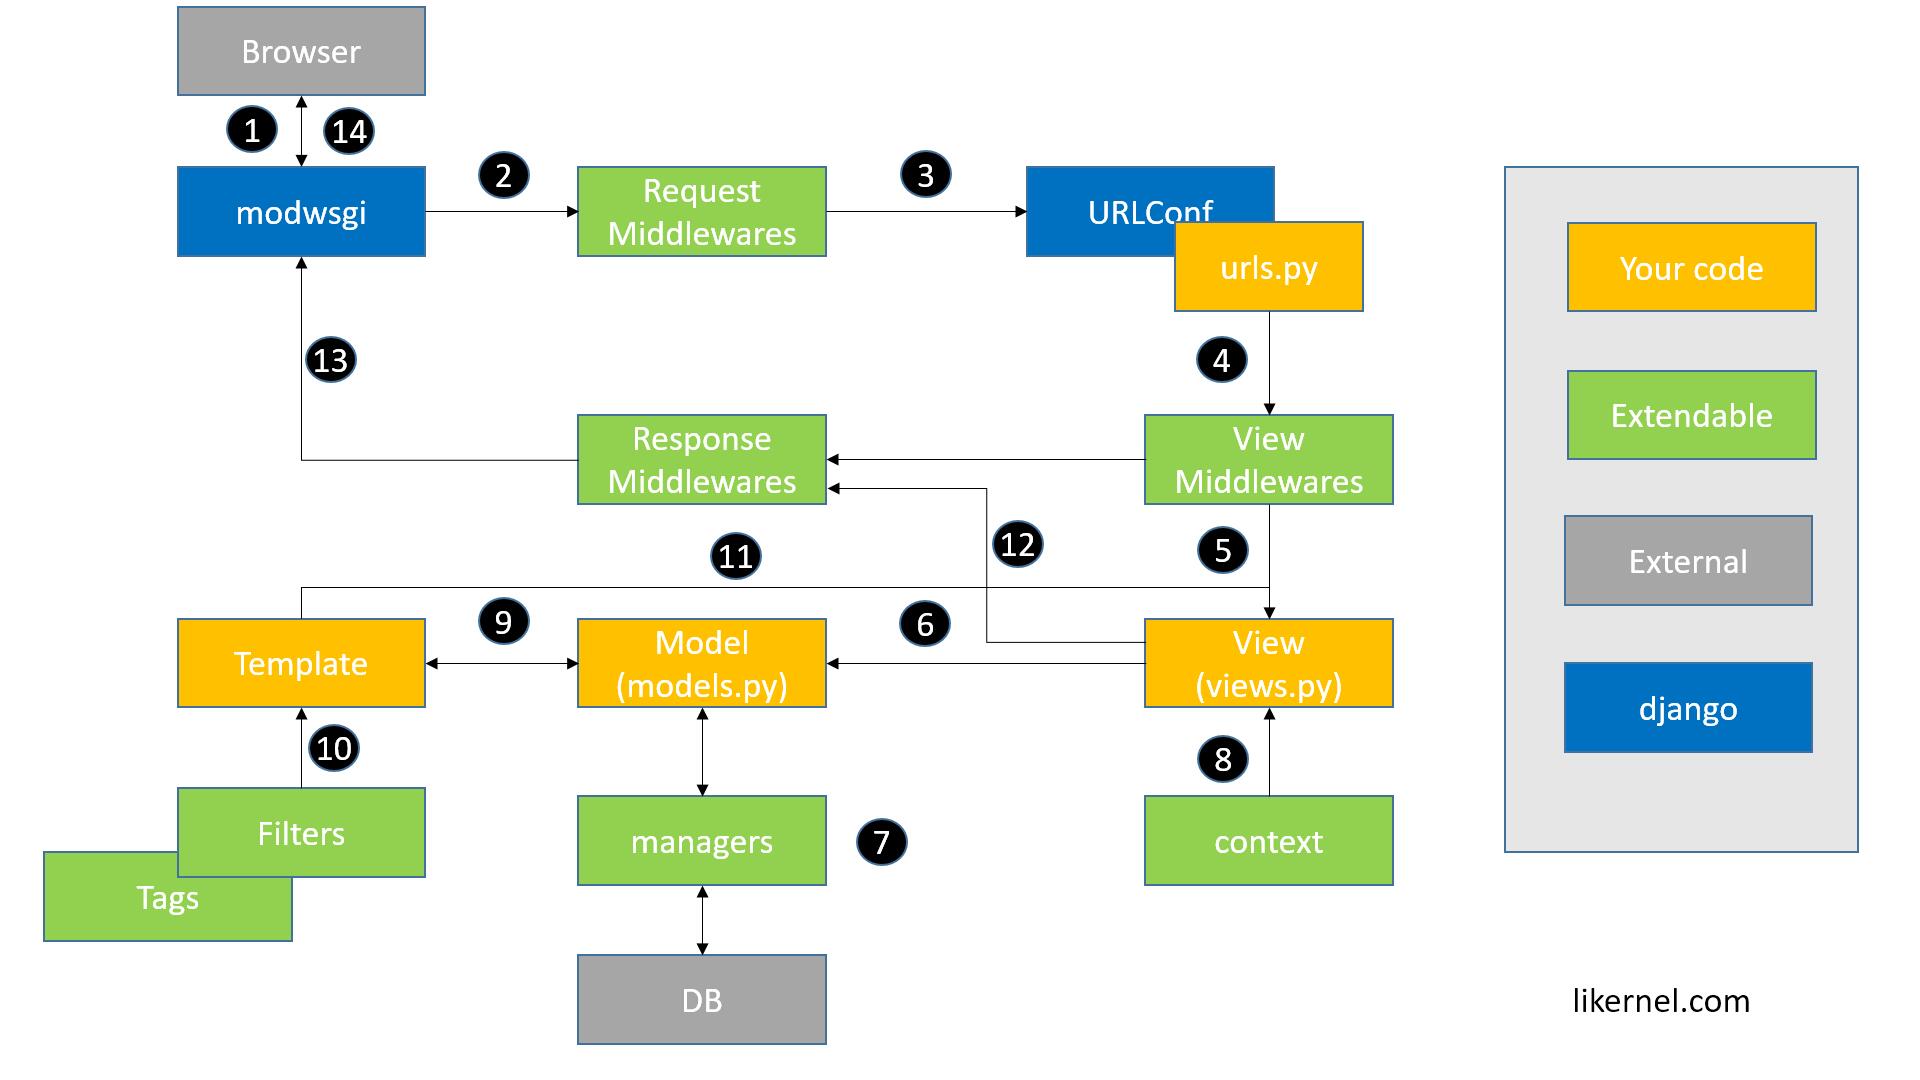 Browser
1
14
modwsgi
2
Request
Middlewares
3
URLConf
urls.py
Your code
4
13
Extendable
Response
Middlewares
View
Middlewares
12
5
11
External
9
6
Template
Model
(models.py)
View
(views.py)
django
10
8
Filters
managers
7
context
Tags
DB
likernel.com